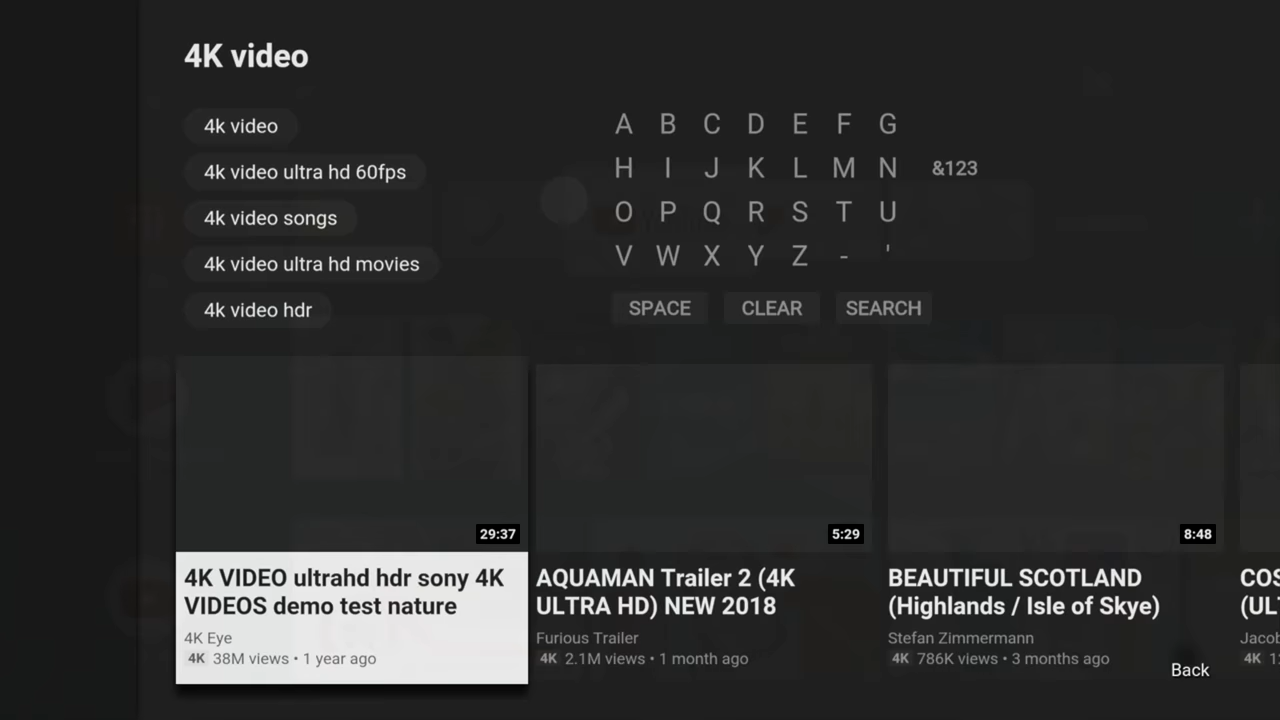 4K video
4k video
4k video ultra hd 60fps
4k video songs
4k video ultra hd movies
4k video hdr
A B C D E F G
H I J K L M N &123
O P Q R S T U
V W X Y Z - '
SPACE CLEAR SEARCH
29:37
4K VIDEO ultrahd hdr sony 4K
VIDEOS demo test nature
4K Eye
4K 38M views • 1 year ago
5:29
AQUAMAN Trailer 2 (4K
ULTRA HD) NEW 2018
Furious Trailer
4K 2.1M views • 1 month ago
8:48
BEAUTIFUL SCOTLAND
(Highlands / Isle of Skye)
Stefan Zimmermann
4K 786K views • 3 months ago
COS
(UL
Jacob
4K
Back